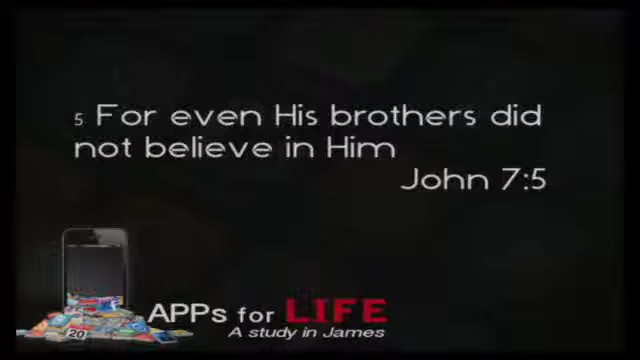 5 For even His brothers did
not believe in Him
John 7:5
20
APPs for LIFE
A study in James